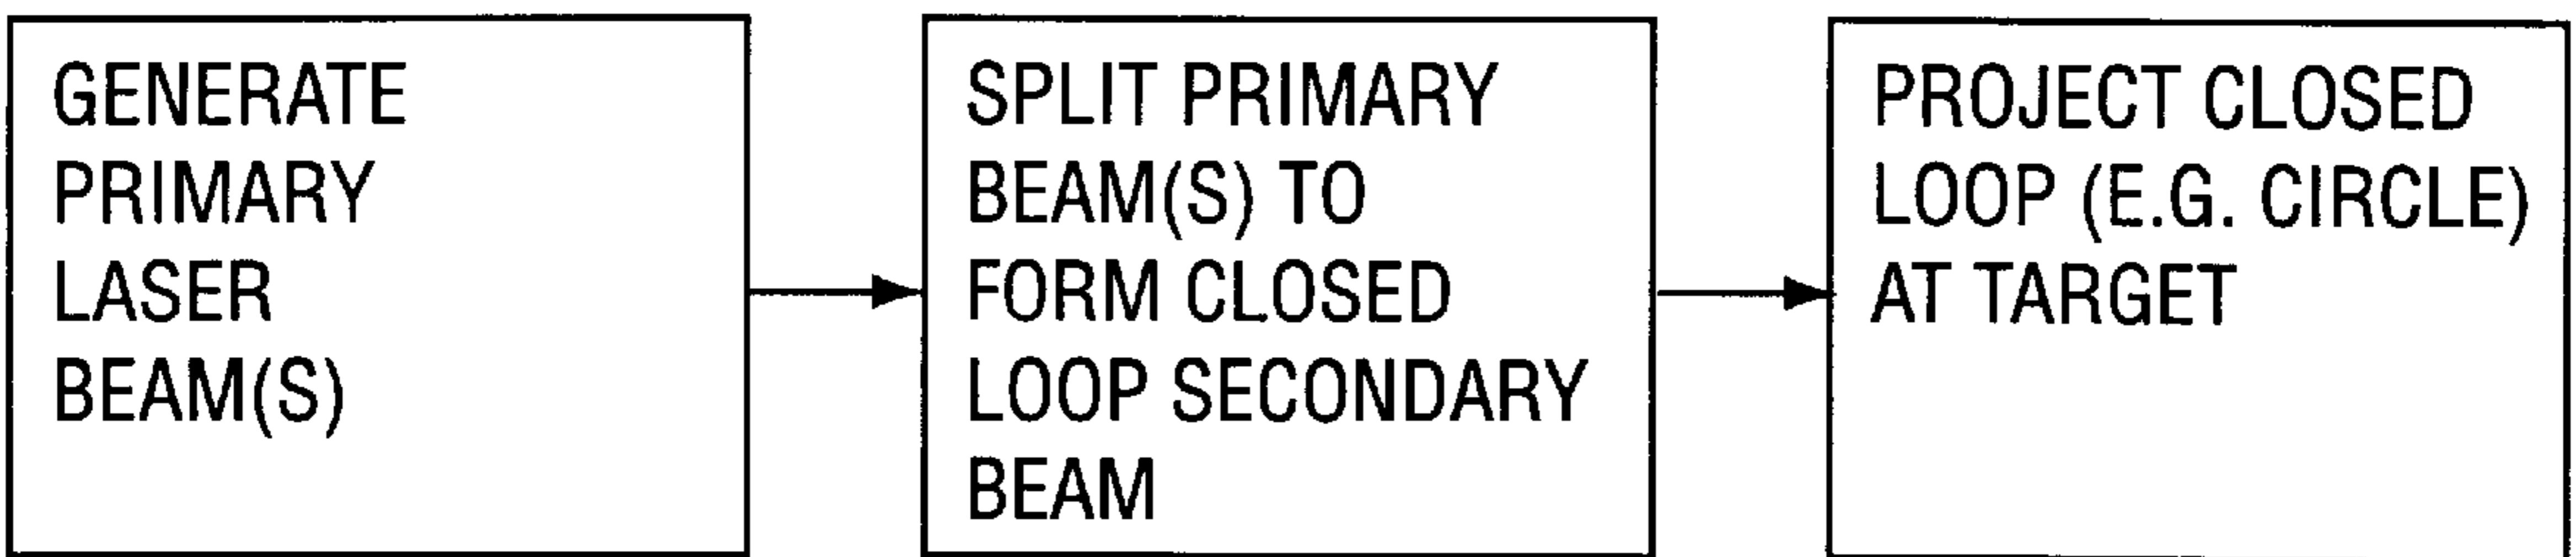 GENERATE
PRIMARY
LASER
BEAM(S)
SPLIT PRIMARY
BEAM(S) TO
FORM CLOSED
LOOP SECONDARY
BEAM
PROJECT CLOSED
LOOP (E.G. CIRCLE)
AT TARGET